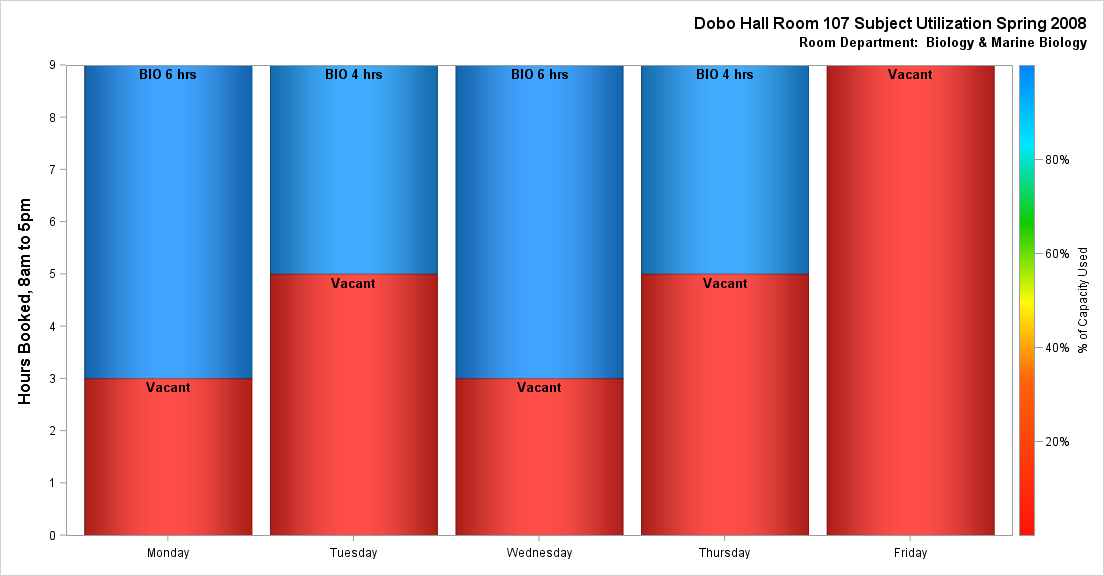 Dobo Hall Room 107 Subject Utilization Spring 2008
Room Department:  Biology & Marine Biology
Hours Booked, 8am to 5pm
9
8
7
6
5
4
3
2
1
0
BIO 6 hrs
BIO 4 hrs
BIO 6 hrs
BIO 4 hrs
Vacant
Vacant
Vacant
Vacant
Vacant
Monday
Tuesday
Wednesday
Thursday
Friday
80%
60%
40%
20%
% of Capacity Used